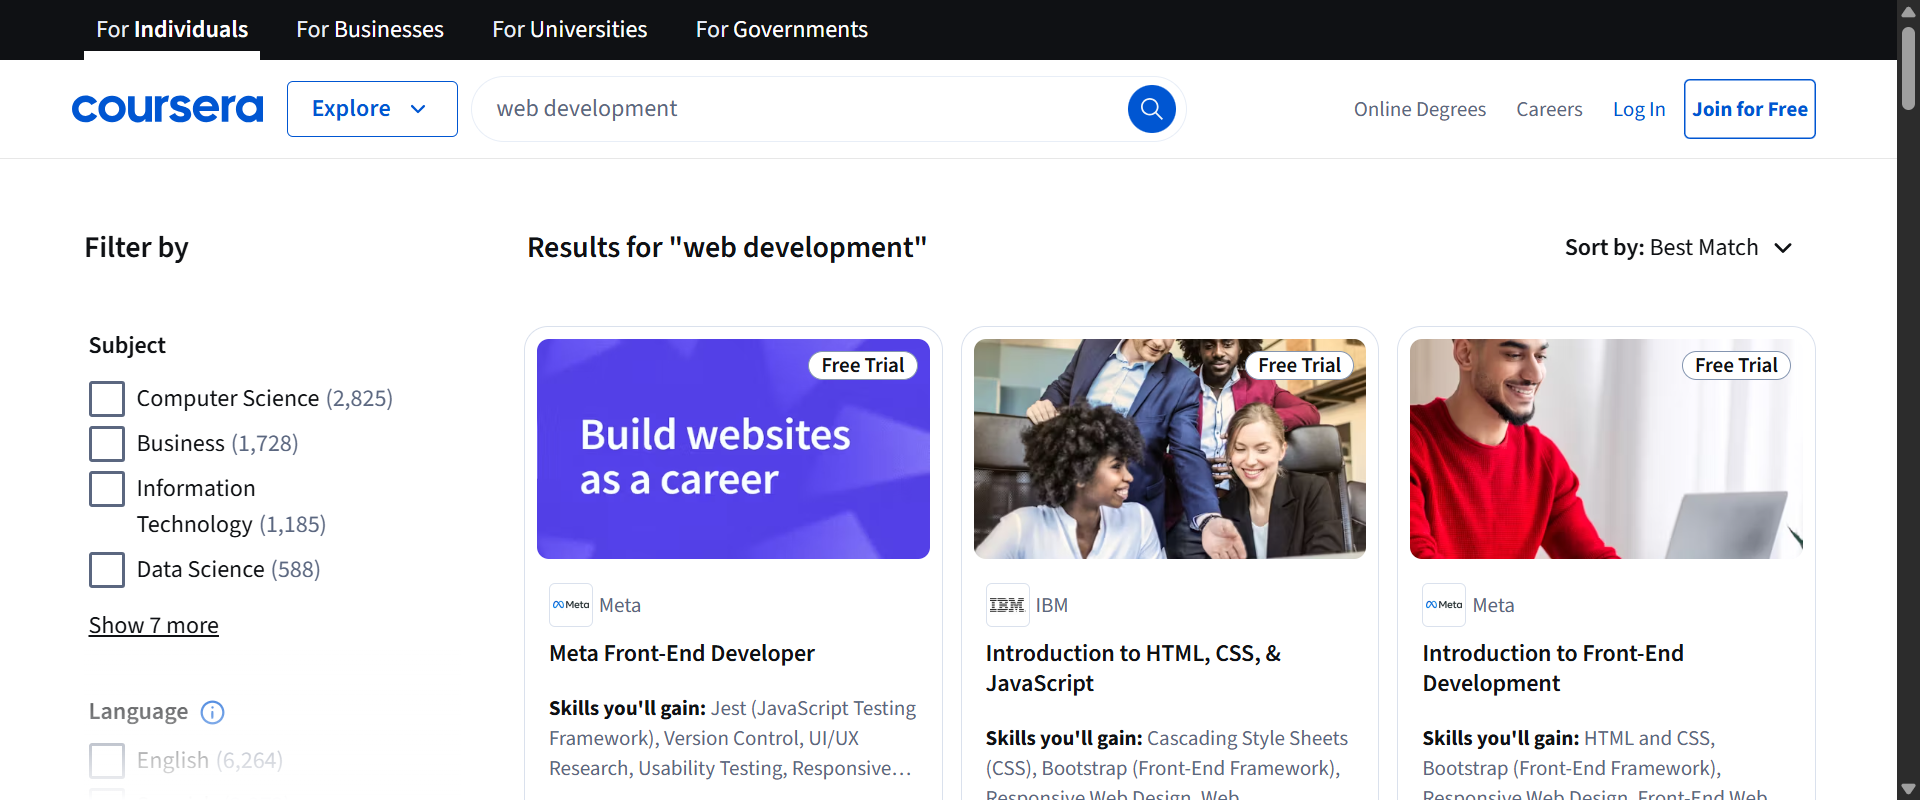 For Individuals
For Businesses
For Universities
For Governments
coursera
Explore
web development
Online Degrees
Careers
Log In
Join for Free
Filter by
Results for "web development"
Sort by: Best Match
Subject
Computer Science (2,825)
Business (1,728)
Information
Technology (1,185)
Data Science (588)
Show 7 more
Language
English (6,264)
Free Trial
Build websites
as a career
Meta
Meta
Meta Front-End Developer
Skills you'll gain: Jest (JavaScript Testing
Framework), Version Control, UI/UX
Research, Usability Testing, Responsive…
Free Trial
IBM
IBM
Introduction to HTML, CSS, &
JavaScript
Skills you'll gain: Cascading Style Sheets
(CSS), Bootstrap (Front-End Framework),
Responsive Web Design, Web
Free Trial
Meta
Meta
Introduction to Front-End
Development
Skills you'll gain: HTML and CSS,
Bootstrap (Front-End Framework),
Responsive Web Design, Front-End Web